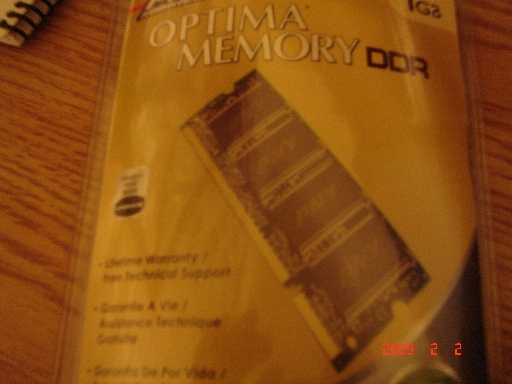 1GB
OPTIMA
MEMORY DDR
PNY
PNY
PNY
• Lifetime Warranty /
Free Technical Support
• Garantie A Vie /
Assistance Technique
Gratuite
• Garantia De Por Vida /
2009 2 2